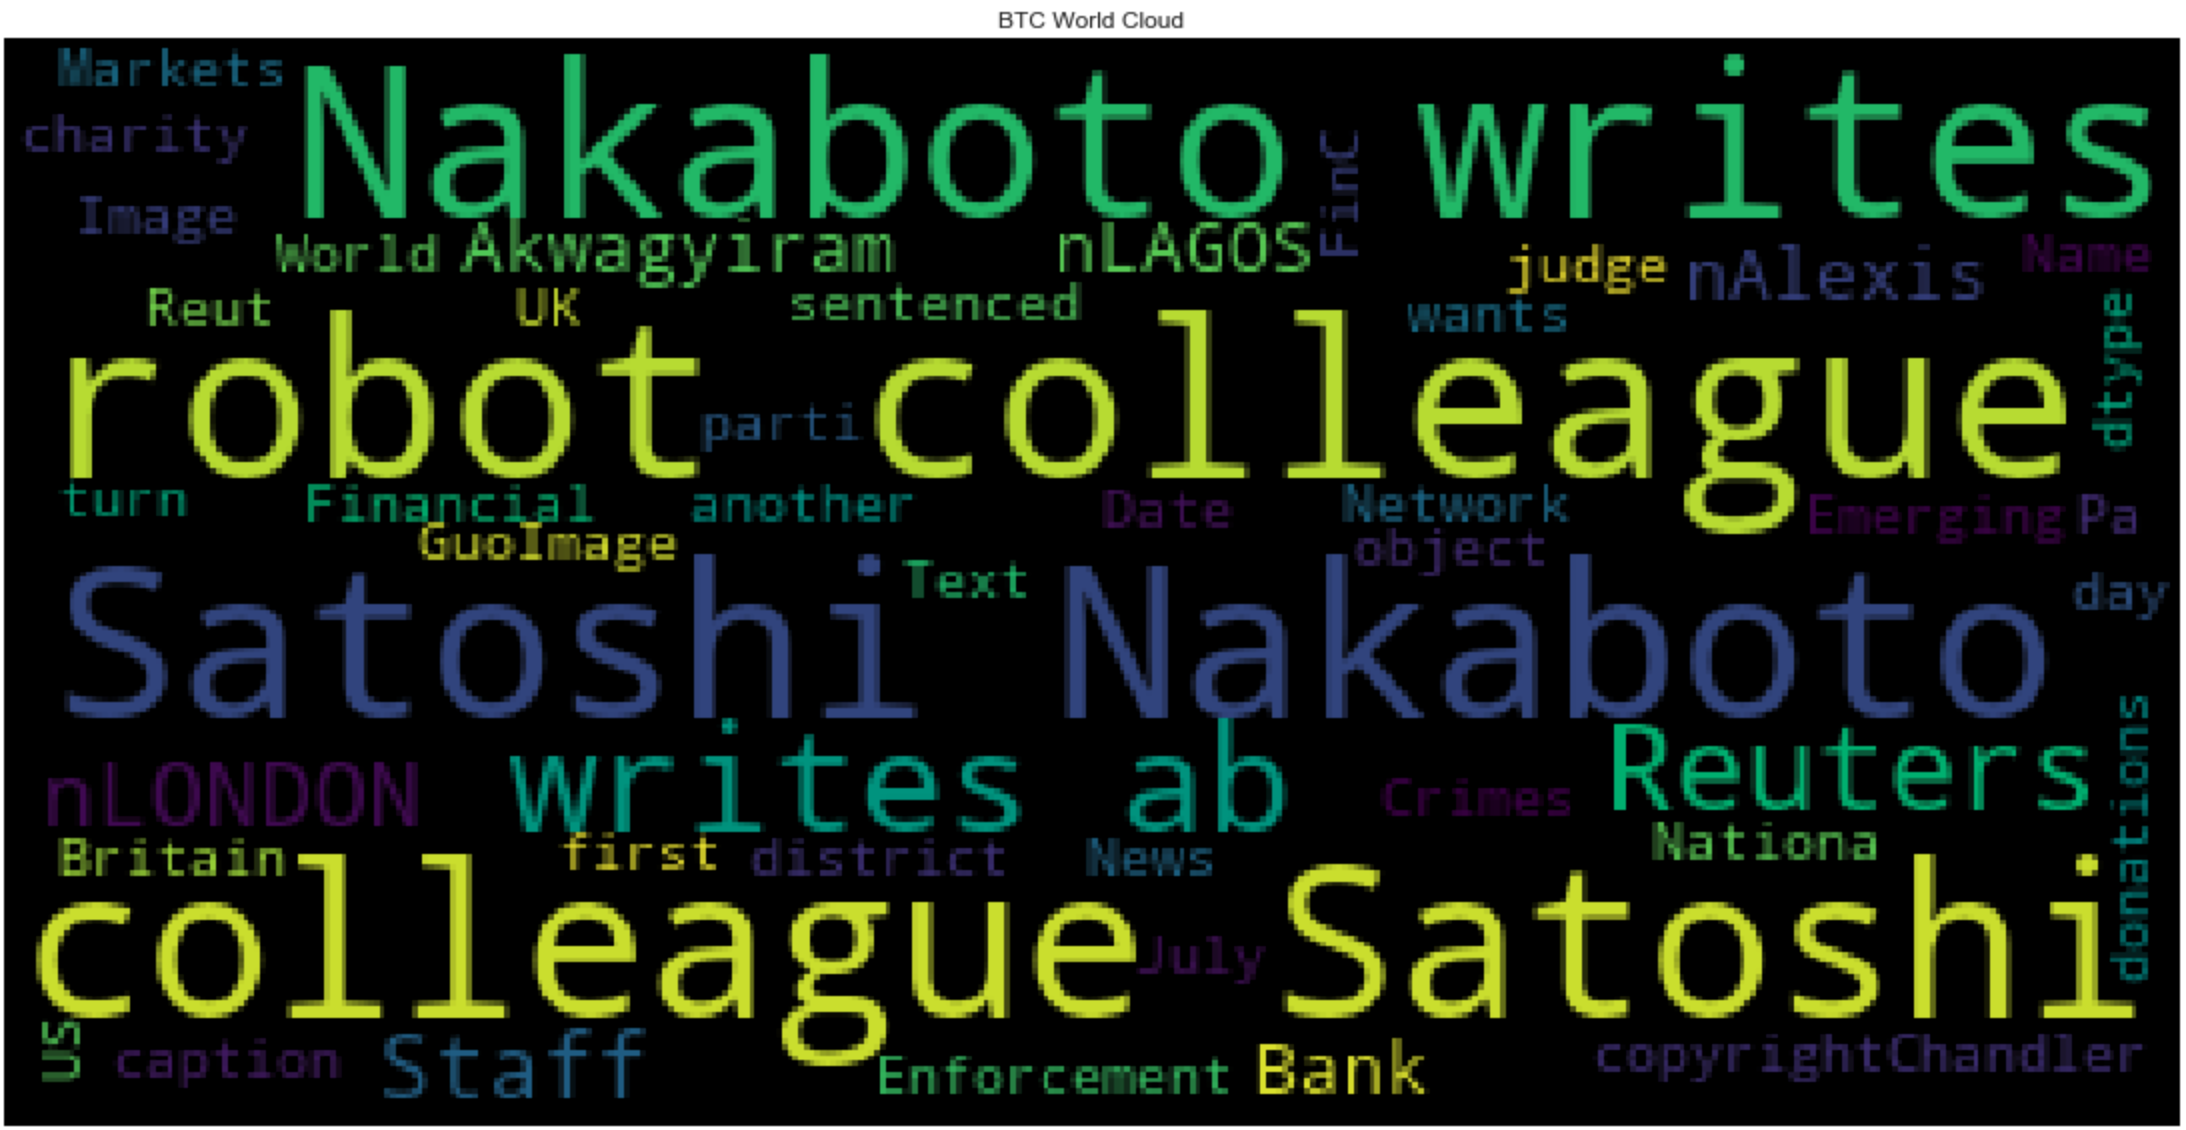 BTC World Cloud
Markets
Nakaboto writes
charity
FinC
Image
World Akwagyiram nLAGOS
judge nAlexis Name
Reut UK sentenced wants
dtype
robot colleague
parti
turn Financial another Date Network Emerging Pa
GuoImage object
Satoshi Nakaboto
Text day
nLONDON writes ab Crimes Reuters
donations
Britain first district News Nationa
colleague Satoshi
July
US caption Staff Enforcement Bank copyrightChandler